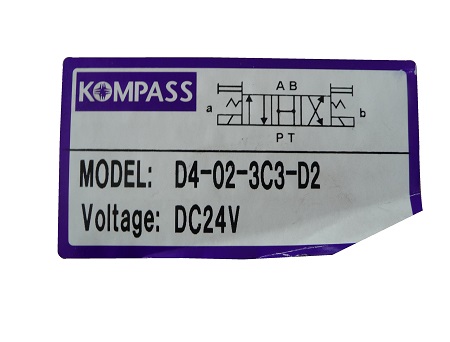 KOMPASS
A B
a b
P T
MODEL: D4-02-3C3-D2
Voltage: DC24V